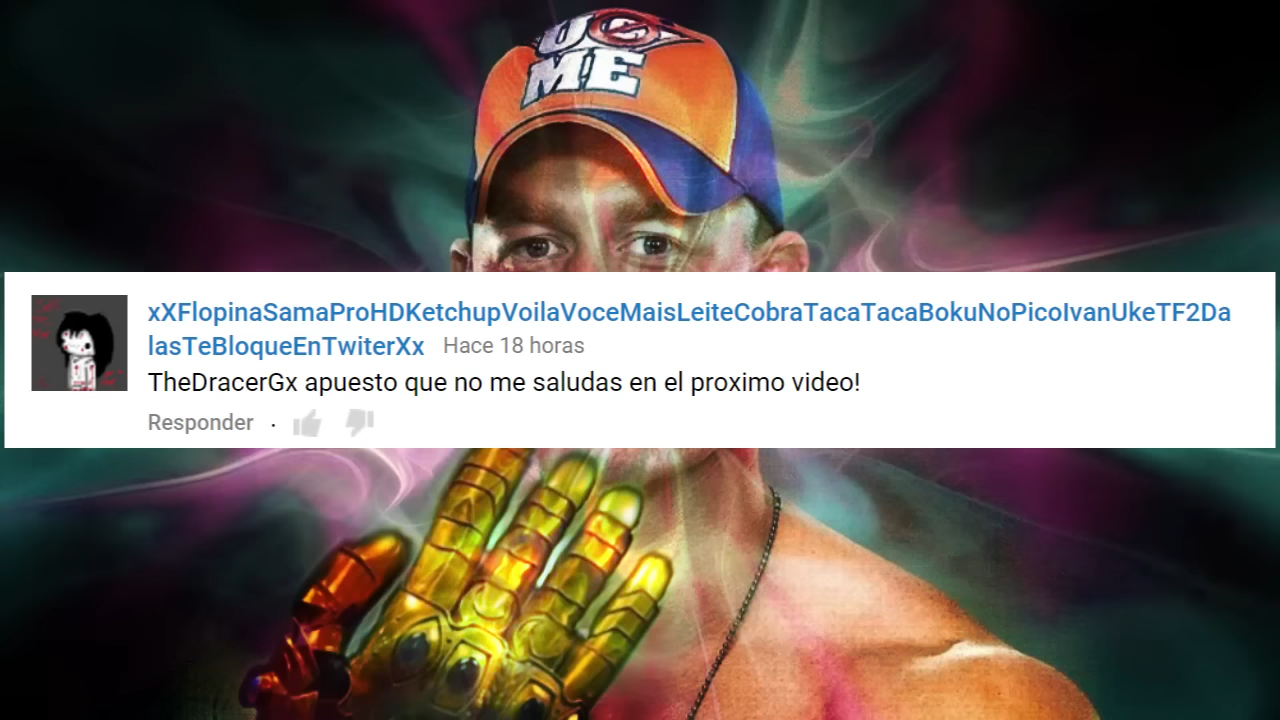 U C
ME
xXFlopinaSamaProHDKetchupVoilaVoceMaisLeiteCobraTacaTacaBokuNoPicoIvanUkeTF2Da
lasTeBloqueEnTwiterXx Hace 18 horas
TheDracerGx apuesto que no me saludas en el proximo video!
Responder ·